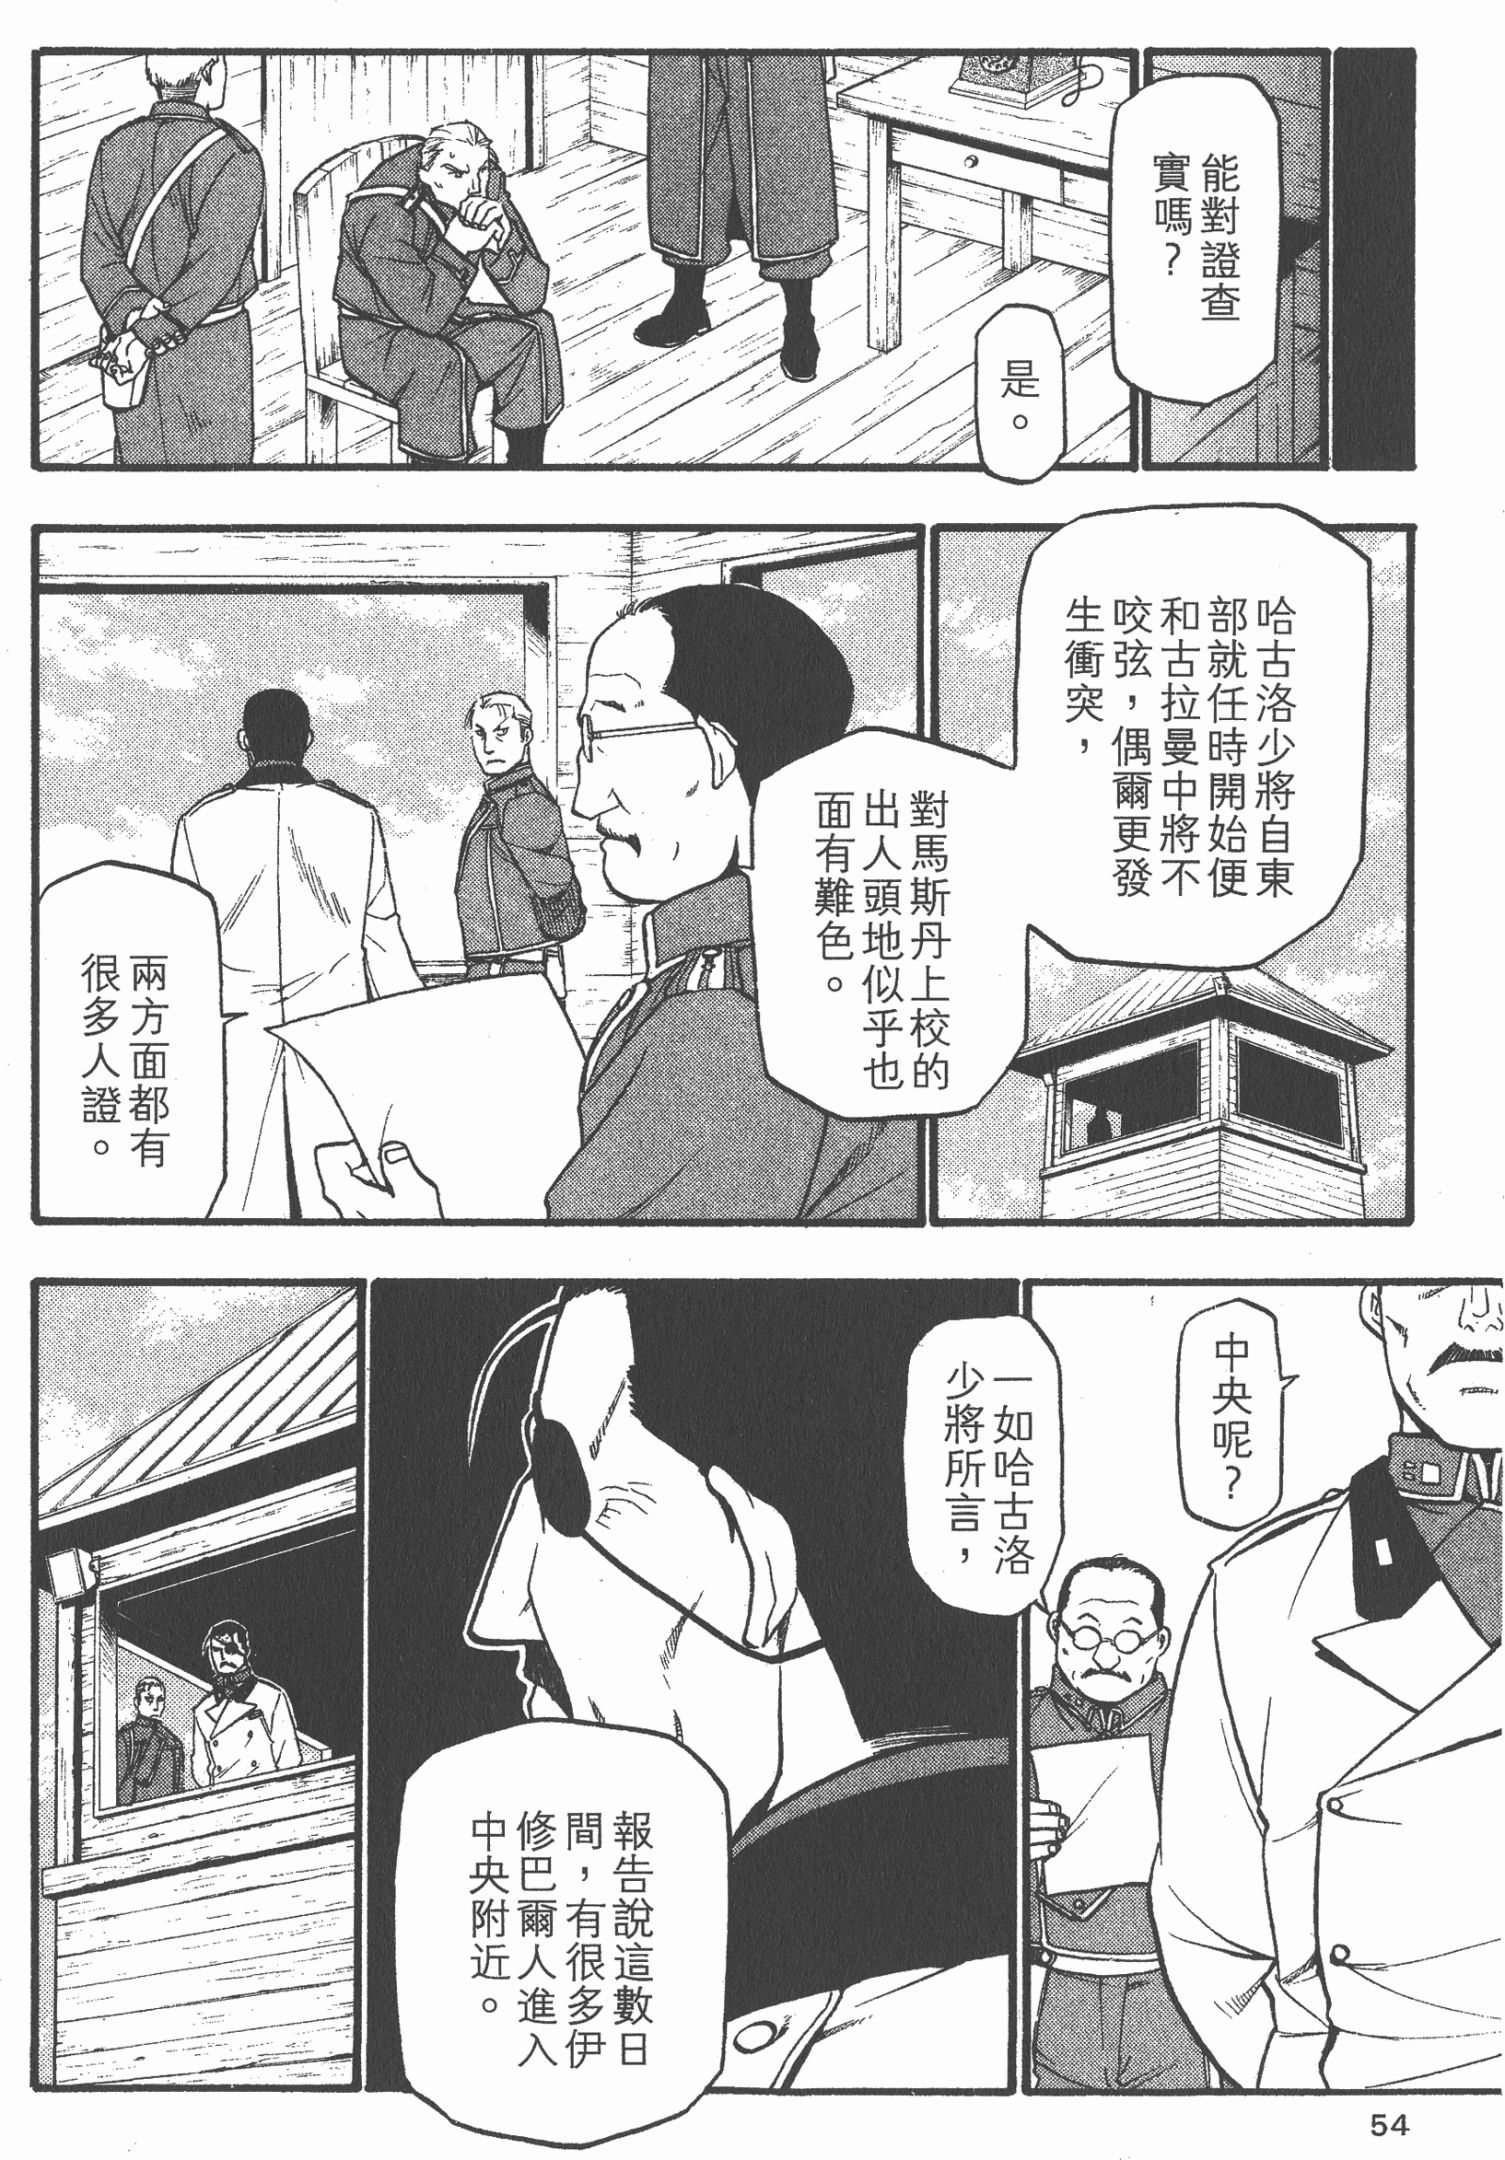 能對證查
實嗎？
是。
哈古洛少將自東
部就任時開始便
和古拉曼中將不
咬弦，偶爾更發
生衝突，
對馬斯丹上校的
出人頭地似乎也
面有難色。
兩方面都有
很多人證。
中央呢？
一如哈古洛
少將所言，
報告說這數日
間，有很多伊
修巴爾人進入
中央附近。
54